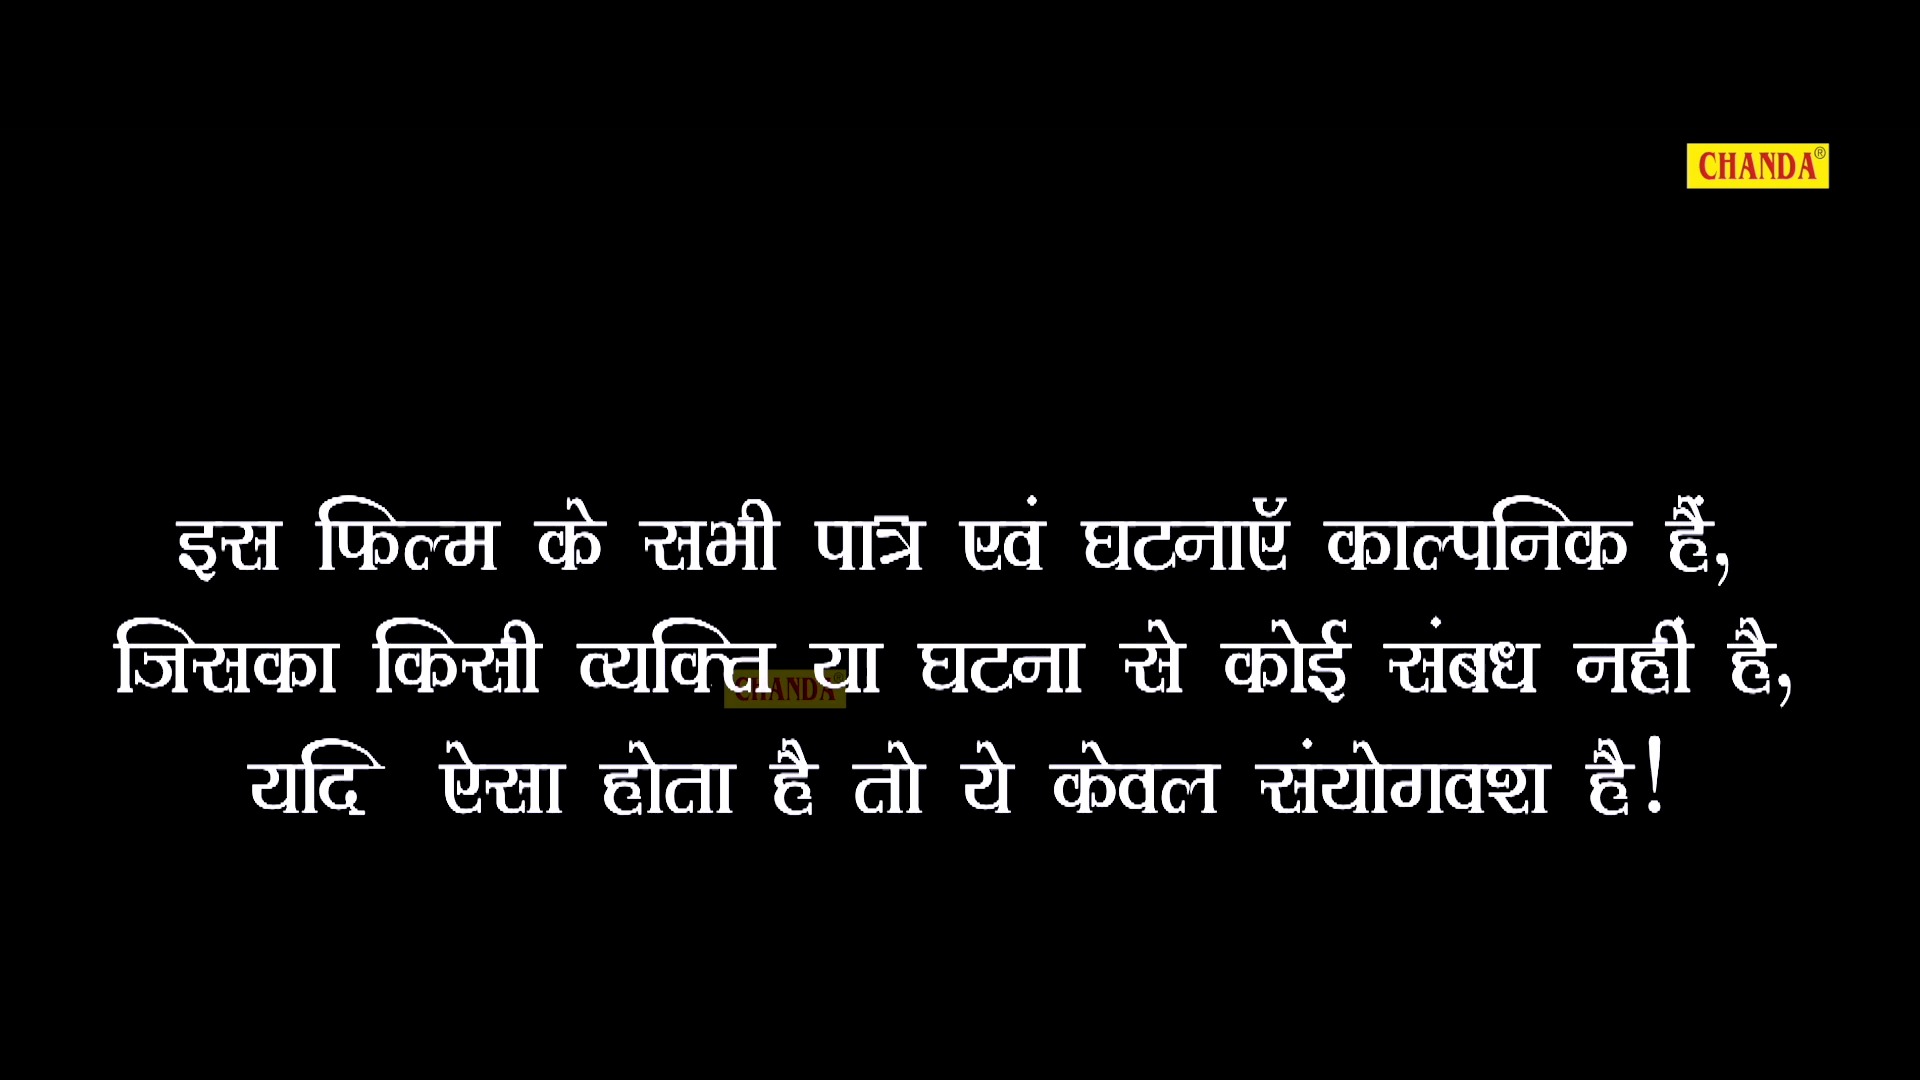 CHANDA®
इस फिल्म के सभी पात्र एवं घटनाएँ काल्पनिक हैं,
जिसका किसी व्यक्ति या घटना से कोई संबध नहीं है,
CHANDA
यदि ऐसा होता है तो ये केवल संयोगवश है!